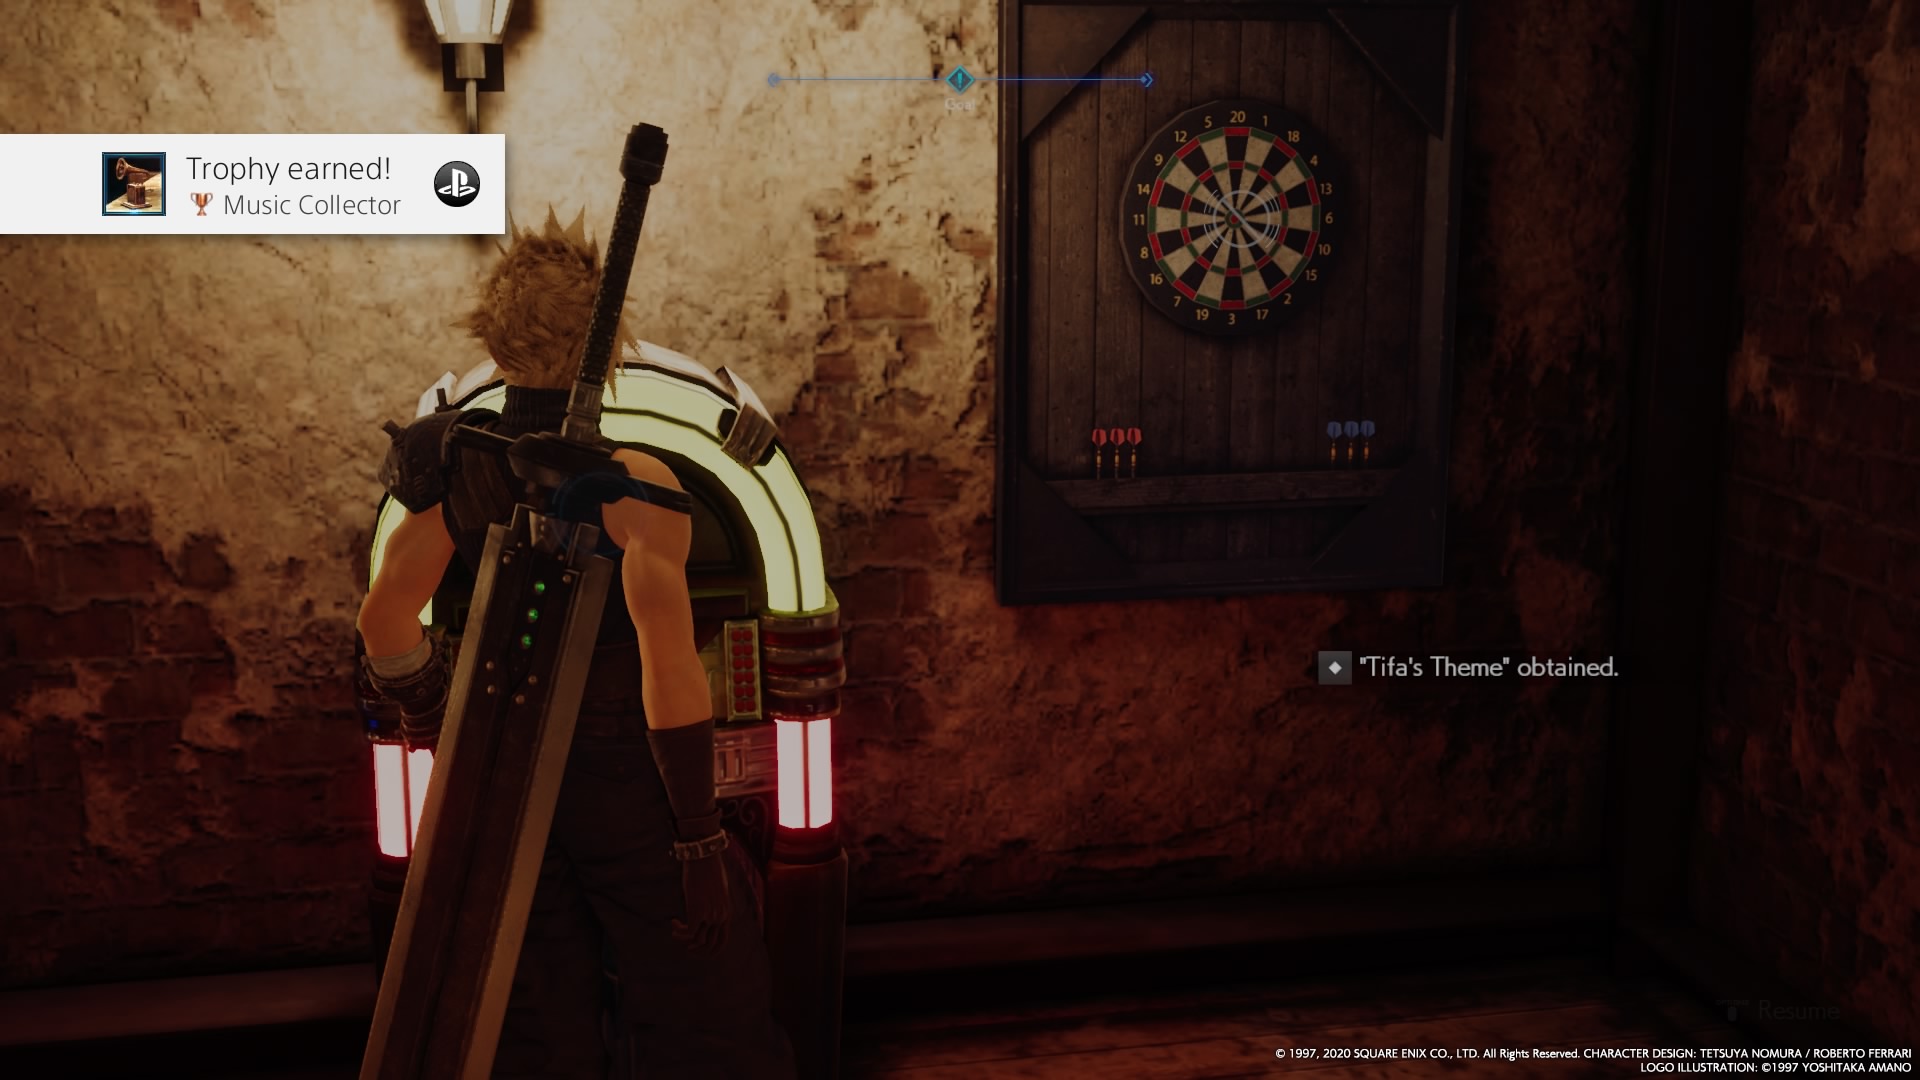 Goal
Trophy earned!
Music Collector
20
5 1
12 18
9 4
14 13
11 6
8 10
16 15
7 2
19 17
3
"Tifa's Theme" obtained.
Resume
© 1997, 2020 SQUARE ENIX CO., LTD. All Rights Reserved. CHARACTER DESIGN: TETSUYA NOMURA / ROBERTO FERRARI
LOGO ILLUSTRATION: ©1997 YOSHITAKA AMANO